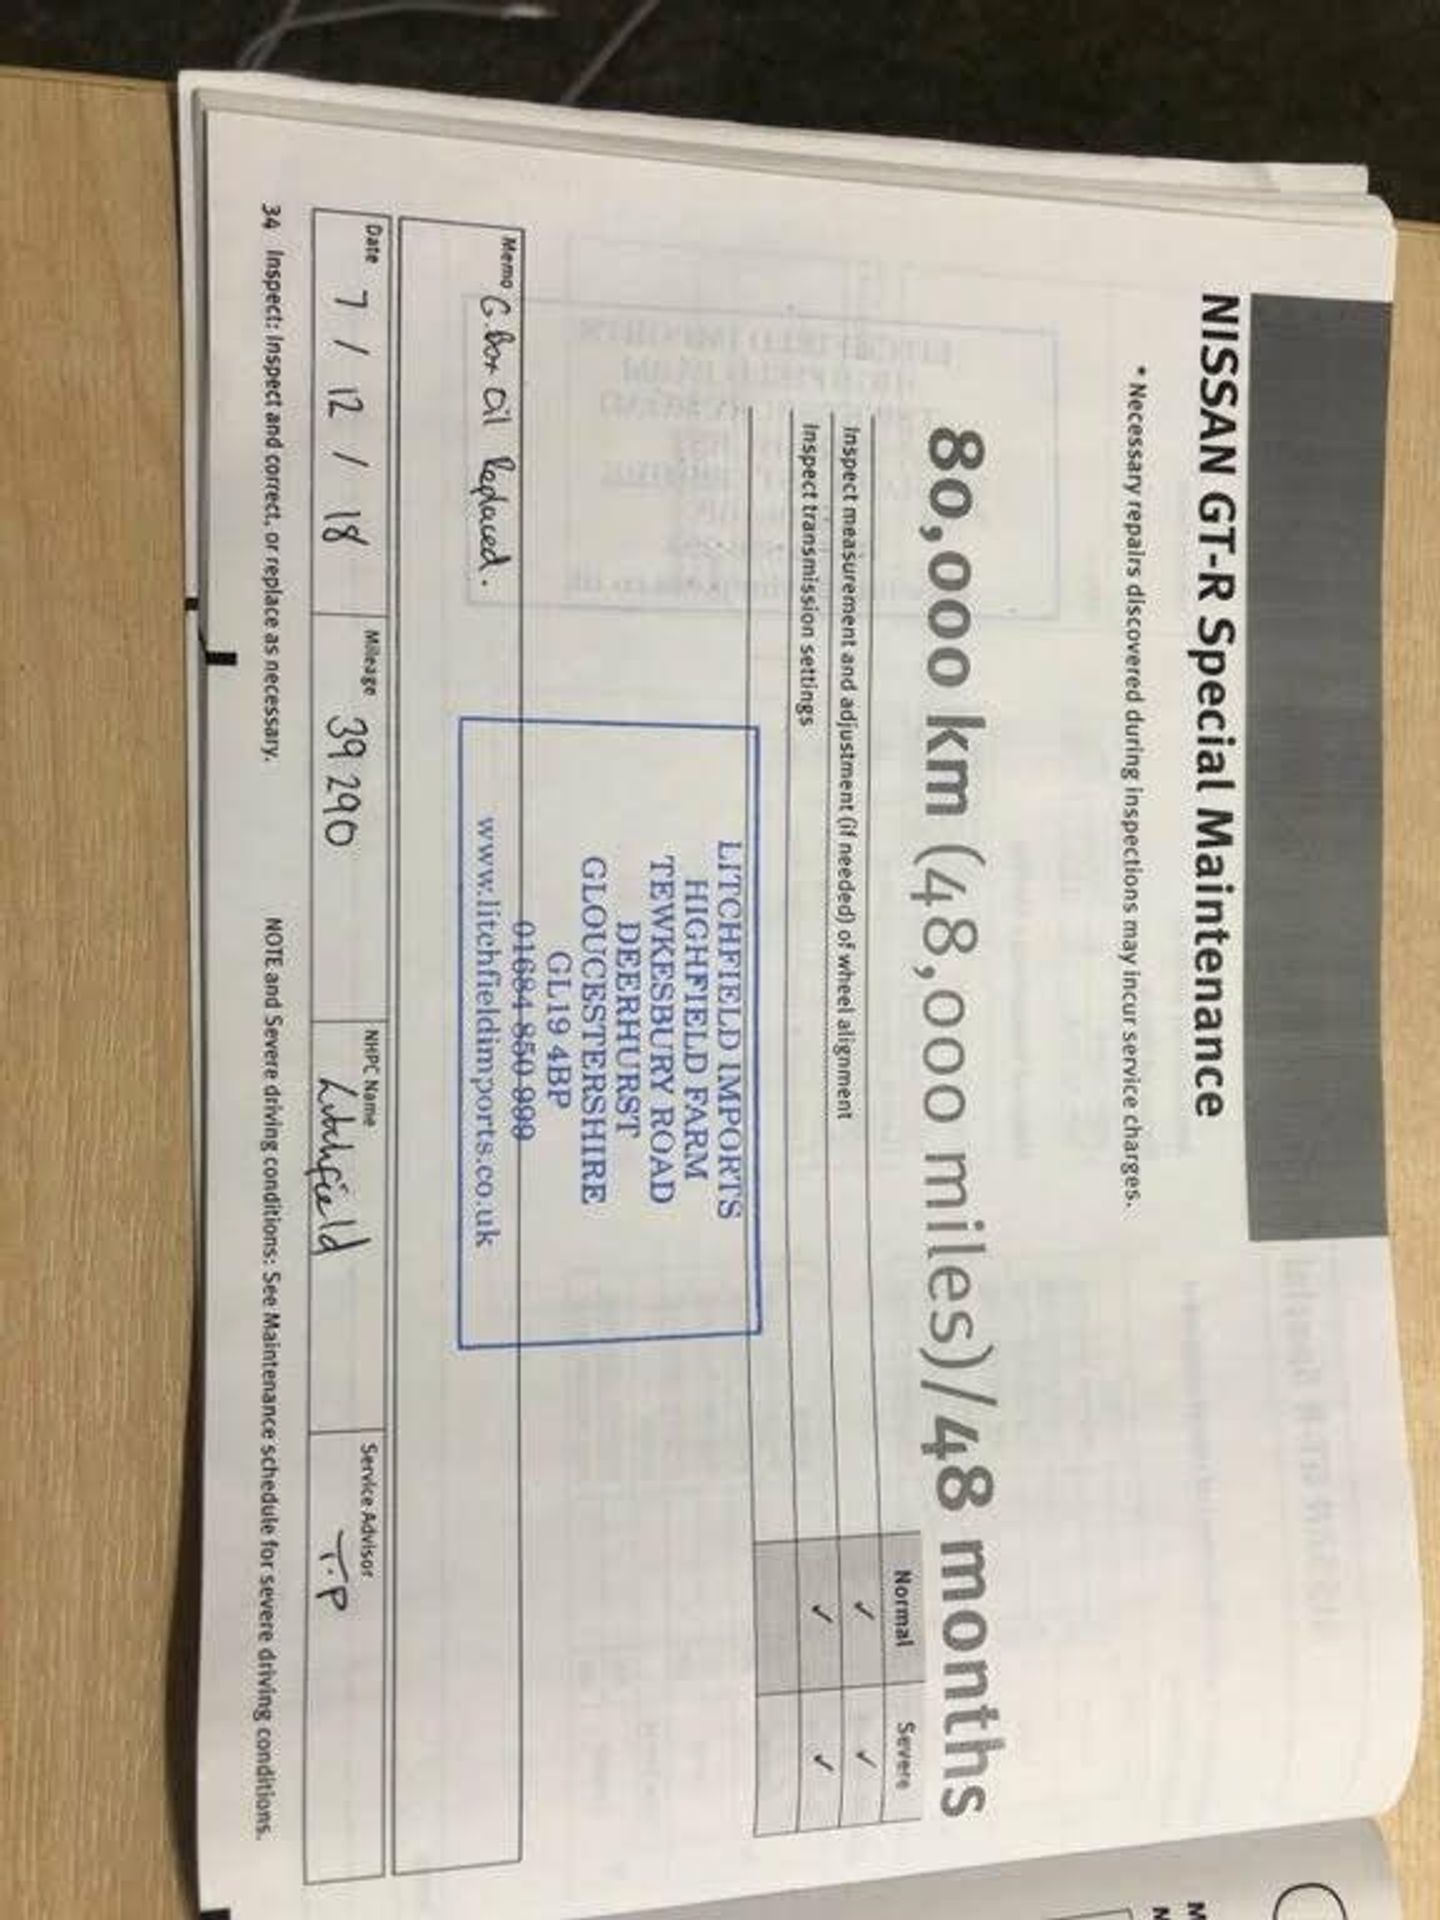 NISSAN GT-R Special Maintenance
* Necessary repairs discovered during inspections may incur service charges.
80,000 km (48,000 miles)/48 months
Normal Severe
Inspect measurement and adjustment (if needed) of wheel alignment ✓ ✓
Inspect transmission settings ✓ ✓
LITCHFIELD IMPORTS
HIGHFIELD FARM
TEWKESBURY ROAD
DEERHURST
GLOUCESTERSHIRE
GL19 4BP
01684 850 999
www.litchfieldimports.co.uk
Memo G.Box oil Replaced.
Date 7 / 12 / 18 Mileage 39290 NHPC Name Litchfield Service Advisor T.P
34 Inspect: Inspect and correct, or replace as necessary. NOTE and Severe driving conditions: See Maintenance schedule for severe driving conditions.